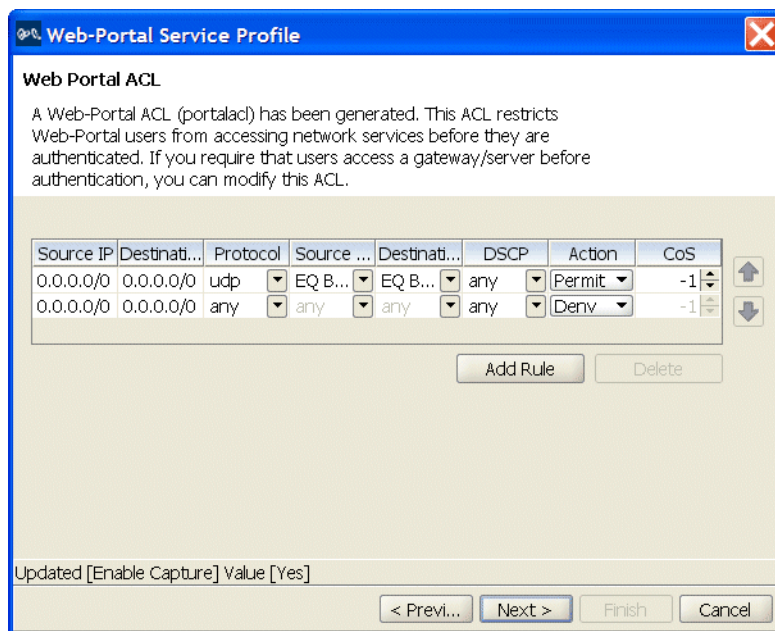 Web-Portal Service Profile
Web Portal ACL
A Web-Portal ACL (portalacl) has been generated. This ACL restricts
Web-Portal users from accessing network services before they are
authenticated. If you require that users access a gateway/server before
authentication, you can modify this ACL.
Source IP Destinati... Protocol Source ... Destinati... DSCP Action CoS
0.0.0.0/0 0.0.0.0/0 udp EQ B... EQ B... any Permit -1
0.0.0.0/0 0.0.0.0/0 any any any any Deny -1
Add Rule Delete
Updated [Enable Capture] Value [Yes]
< Previ... Next > Finish Cancel